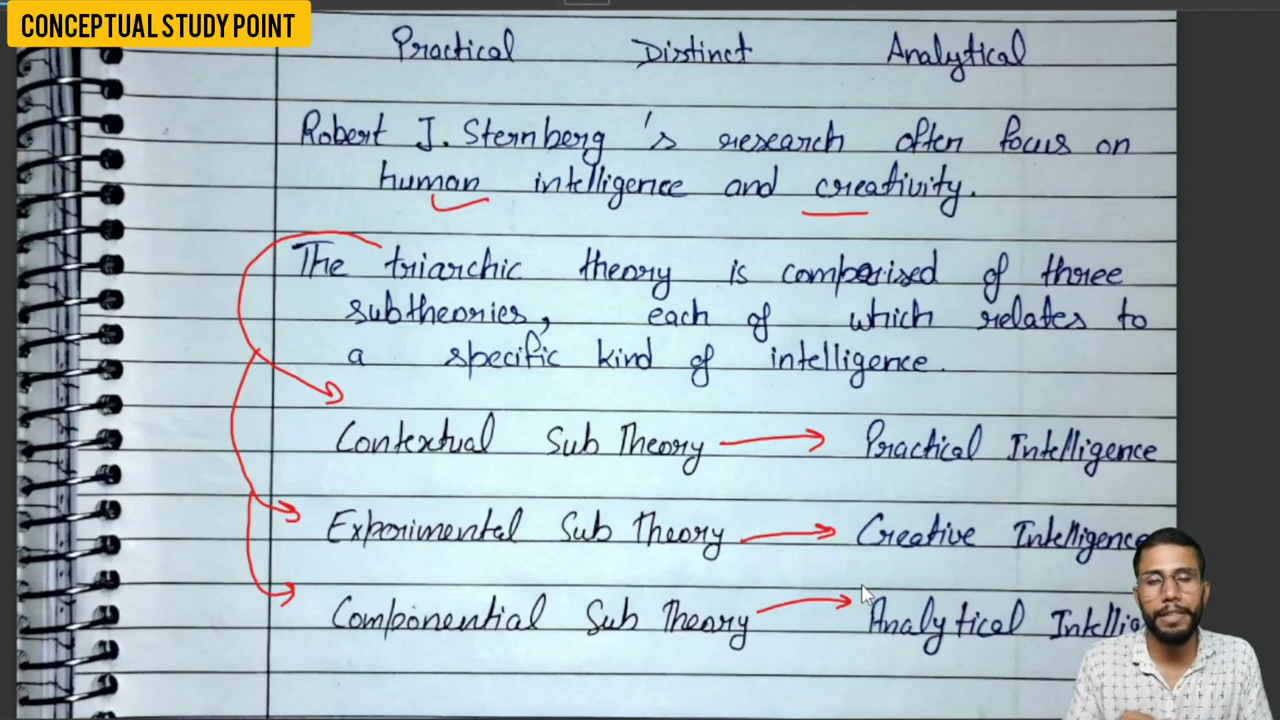 CONCEPTUAL STUDY POINT
Practical Distinct Analytical
Robert J. Sternberg 's research often focus on
human intelligence and creativity.
The triarchic theory is comparised of three
subtheories, each of which relates to
a specific kind of intelligence.
Contextual Sub Theory → Practical Intelligence
Experimental Sub Theory → Creative Intelligence
Componential Sub Theory → Analytical